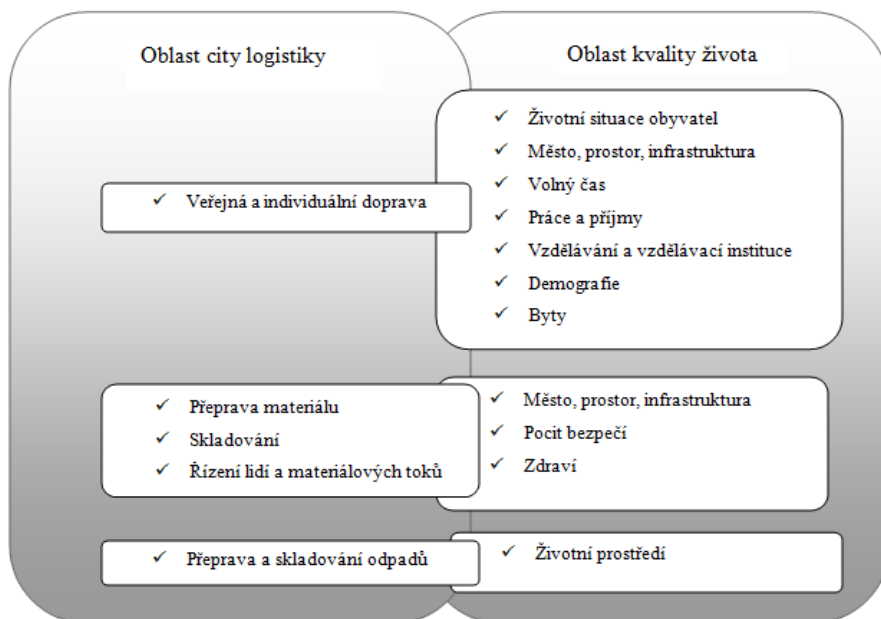 Oblast city logistiky
Oblast kvality života
✓ Veřejná a individuální doprava
✓ Životní situace obyvatel
✓ Město, prostor, infrastruktura
✓ Volný čas
✓ Práce a příjmy
✓ Vzdělávání a vzdělávací instituce
✓ Demografie
✓ Byty
✓ Přeprava materiálu
✓ Skladování
✓ Řízení lidí a materiálových toků
✓ Město, prostor, infrastruktura
✓ Pocit bezpečí
✓ Zdraví
✓ Přeprava a skladování odpadů
✓ Životní prostředí